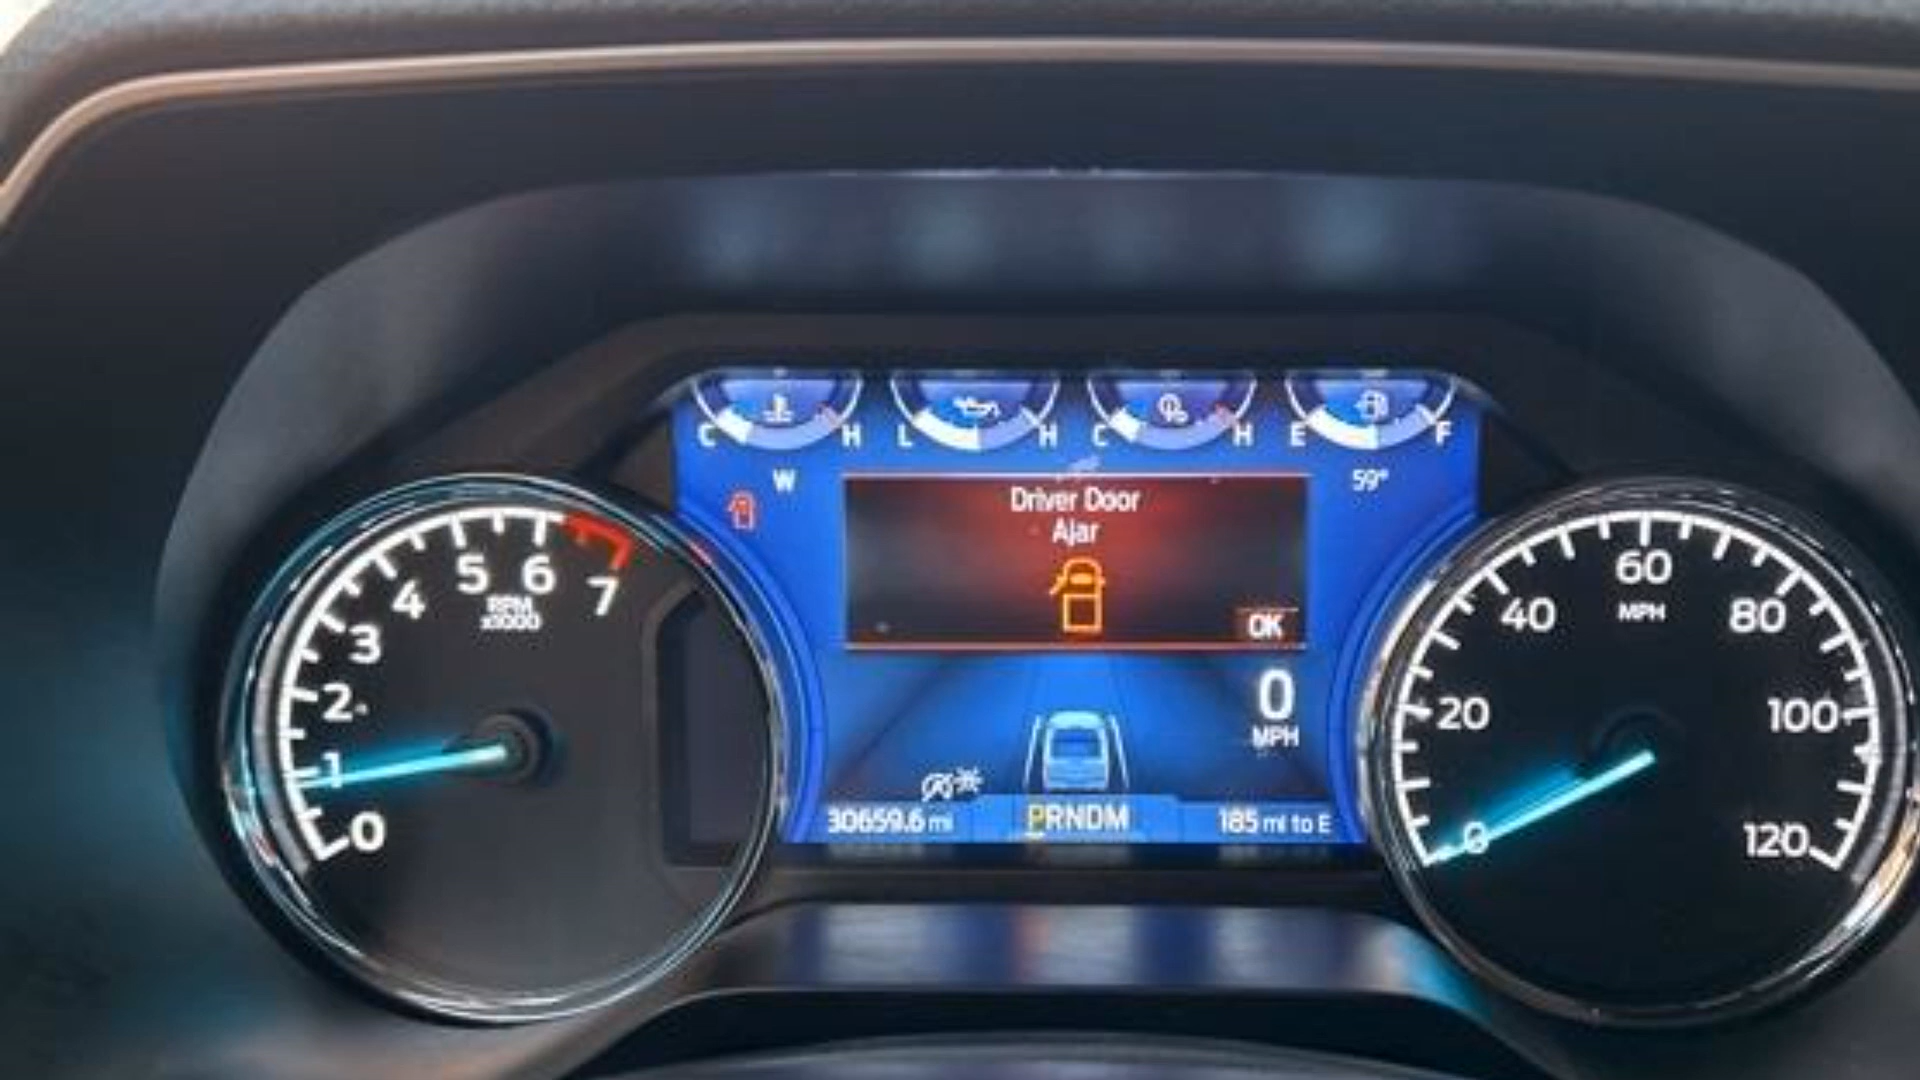 C H L H C H E F
W
59°
Driver Door
Ajar
OK
0
MPH
30659.6 mi
PRNDM
185 mi to E
0
1
2
3
4
5
6
7
RPM
x1000
0
20
40
60
80
100
120
MPH